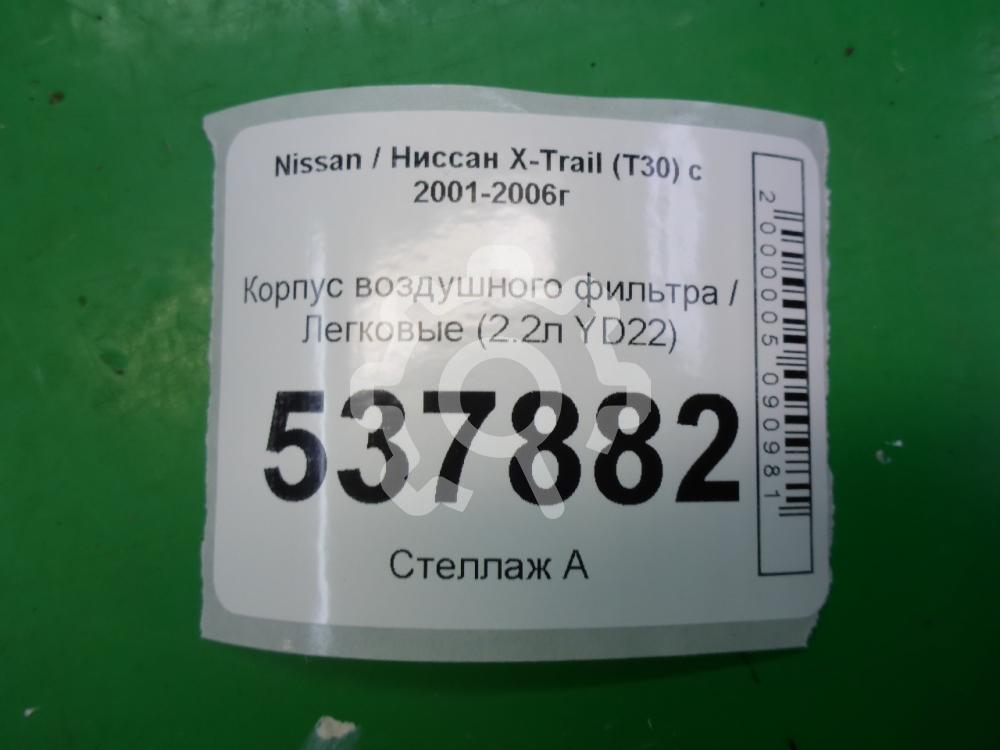 Nissan / Ниссан X-Trail (T30) с
2001-2006г
Корпус воздушного фильтра /
Легковые (2.2л YD22)
537882
Стеллаж А
2000005090981